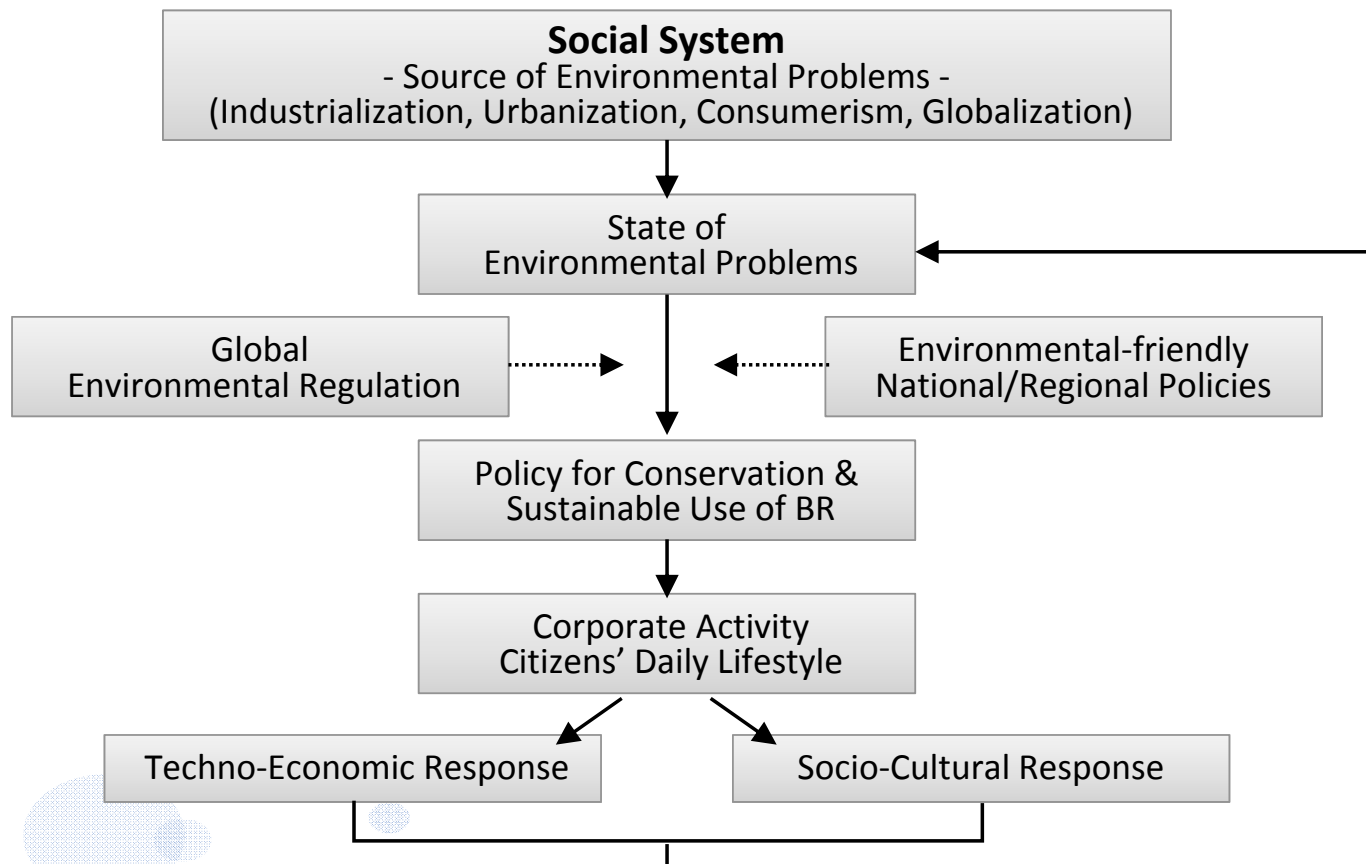 Social System
- Source of Environmental Problems -
(Industrialization, Urbanization, Consumerism, Globalization)
State of
Environmental Problems
Global
Environmental Regulation
Environmental-friendly
National/Regional Policies
Policy for Conservation &
Sustainable Use of BR
Corporate Activity
Citizens’ Daily Lifestyle
Techno-Economic Response
Socio-Cultural Response